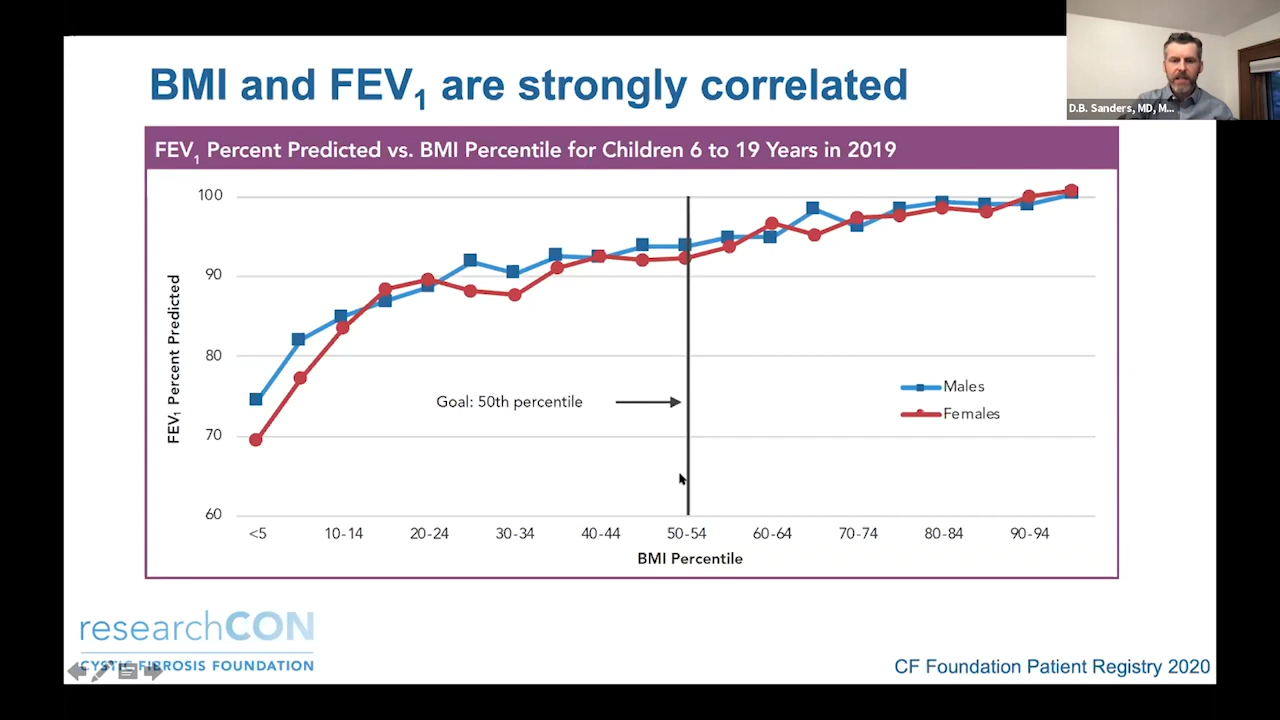 BMI and FEV1 are strongly correlated
D.B. Sanders, MD, M...
FEV1 Percent Predicted vs. BMI Percentile for Children 6 to 19 Years in 2019
100
90
80
70
60
FEV1 Percent Predicted
Goal: 50th percentile
Males
Females
<5
10-14
20-24
30-34
40-44
50-54
60-64
70-74
80-84
90-94
BMI Percentile
researchCON
CYSTIC FIBROSIS FOUNDATION
CF Foundation Patient Registry 2020